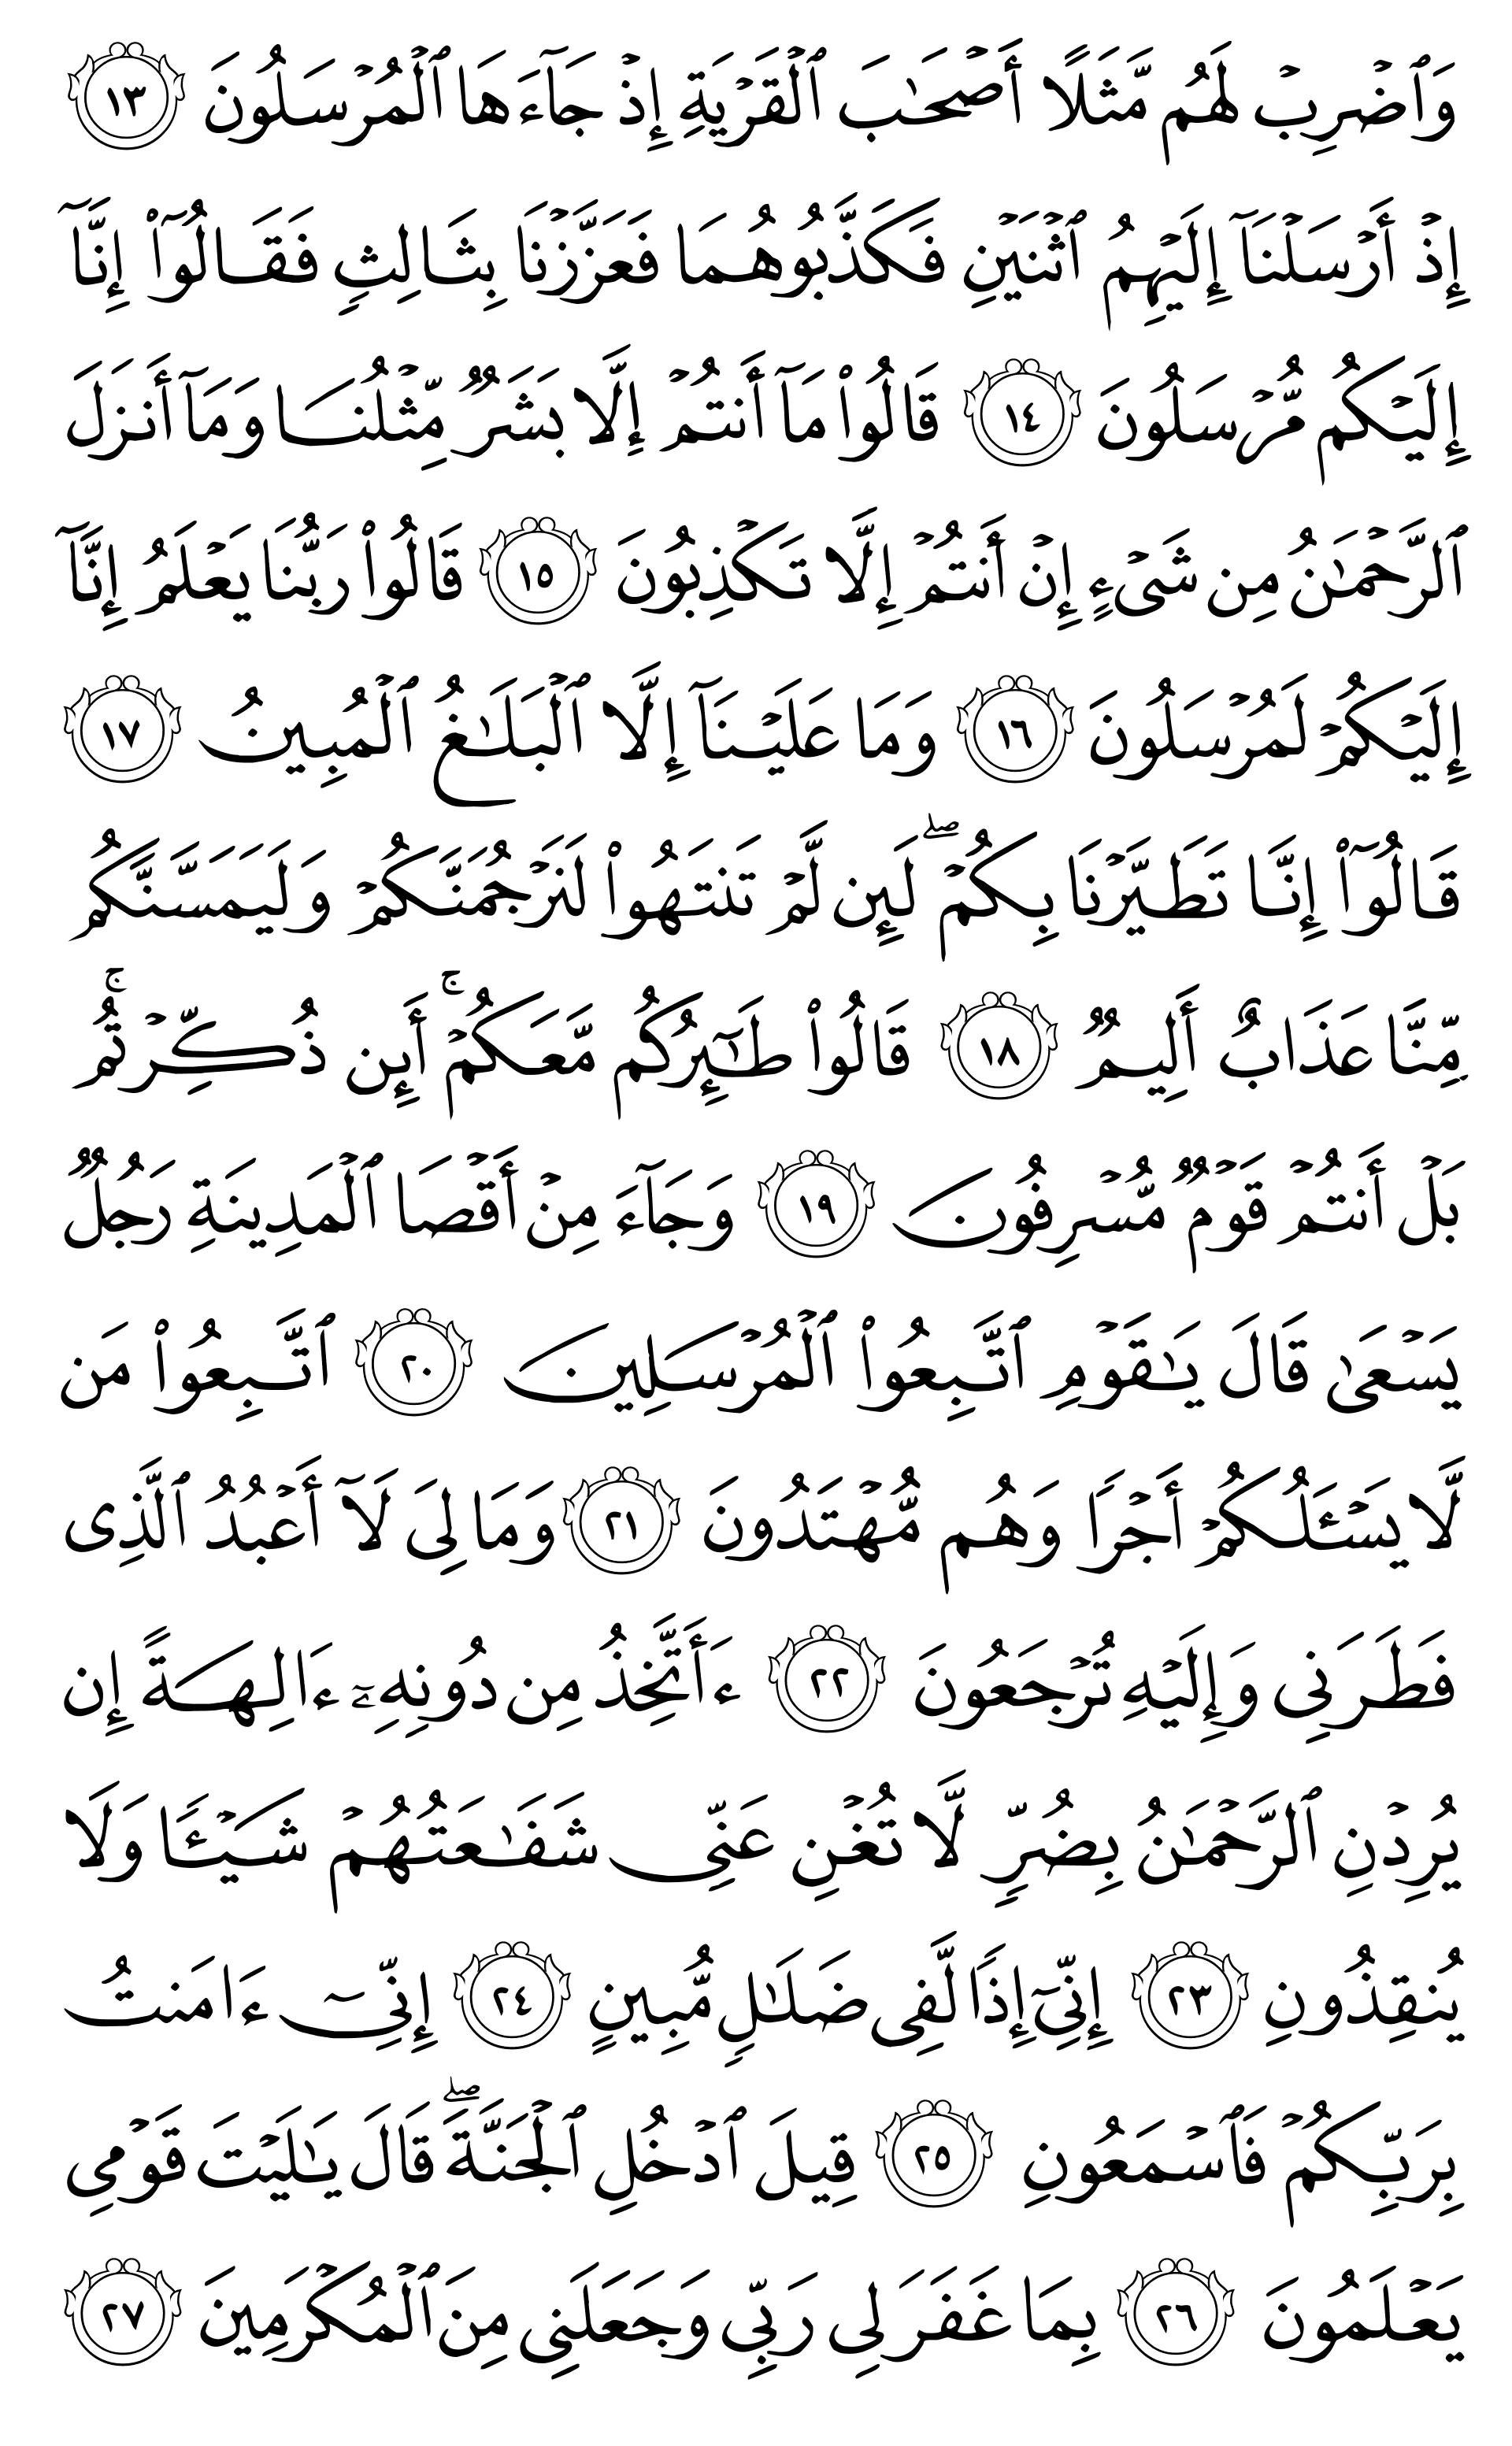 وَٱضۡرِبۡ لَهُم مَّثَلًا أَصۡحَٰبَ ٱلۡقَرۡيَةِ إِذۡ جَآءَهَا ٱلۡمُرۡسَلُونَ ١٣
إِذۡ أَرۡسَلۡنَآ إِلَيۡهِمُ ٱثۡنَيۡنِ فَكَذَّبُوهُمَا فَعَزَّزۡنَا بِثَالِثٖ فَقَالُوٓاْ إِنَّآ
إِلَيۡكُم مُّرۡسَلُونَ ١٤ قَالُواْ مَآ أَنتُمۡ إِلَّا بَشَرٞ مِّثۡلُنَا وَمَآ أَنزَلَ
ٱلرَّحۡمَٰنُ مِن شَيۡءٍ إِنۡ أَنتُمۡ إِلَّا تَكۡذِبُونَ ١٥ قَالُواْ رَبُّنَا يَعۡلَمُ إِنَّآ
إِلَيۡكُمۡ لَمُرۡسَلُونَ ١٦ وَمَا عَلَيۡنَآ إِلَّا ٱلۡبَلَٰغُ ٱلۡمُبِينُ ١٧
قَالُوٓاْ إِنَّا تَطَيَّرۡنَا بِكُمۡۖ لَئِن لَّمۡ تَنتَهُواْ لَنَرۡجُمَنَّكُمۡ وَلَيَمَسَّنَّكُم
مِّنَّا عَذَابٌ أَلِيمٞ ١٨ قَالُواْ طَٰٓئِرُكُم مَّعَكُمۡۚ أَئِن ذُكِّرۡتُمۚ
بَلۡ أَنتُمۡ قَوۡمٞ مُّسۡرِفُونَ ١٩ وَجَآءَ مِنۡ أَقۡصَا ٱلۡمَدِينَةِ رَجُلٞ
يَسۡعَىٰ قَالَ يَٰقَوۡمِ ٱتَّبِعُواْ ٱلۡمُرۡسَلِينَ ٢٠ ٱتَّبِعُواْ مَن
لَّا يَسۡـَٔلُكُمۡ أَجۡرٗا وَهُم مُّهۡتَدُونَ ٢١ وَمَالِيَ لَآ أَعۡبُدُ ٱلَّذِي
فَطَرَنِي وَإِلَيۡهِ تُرۡجَعُونَ ٢٢ ءَأَتَّخِذُ مِن دُونِهِۦٓ ءَالِهَةً إِن
يُرِدۡنِ ٱلرَّحۡمَٰنُ بِضُرّٖ لَّا تُغۡنِ عَنِّي شَفَٰعَتُهُمۡ شَيۡـٔٗا وَلَا
يُنقِذُونِ ٢٣ إِنِّيٓ إِذٗا لَّفِي ضَلَٰلٖ مُّبِينٍ ٢٤ إِنِّيٓ ءَامَنتُ
بِرَبِّكُمۡ فَٱسۡمَعُونِ ٢٥ قِيلَ ٱدۡخُلِ ٱلۡجَنَّةَۖ قَالَ يَٰلَيۡتَ قَوۡمِي
يَعۡلَمُونَ ٢٦ بِمَا غَفَرَ لِي رَبِّي وَجَعَلَنِي مِنَ ٱلۡمُكۡرَمِينَ ٢٧